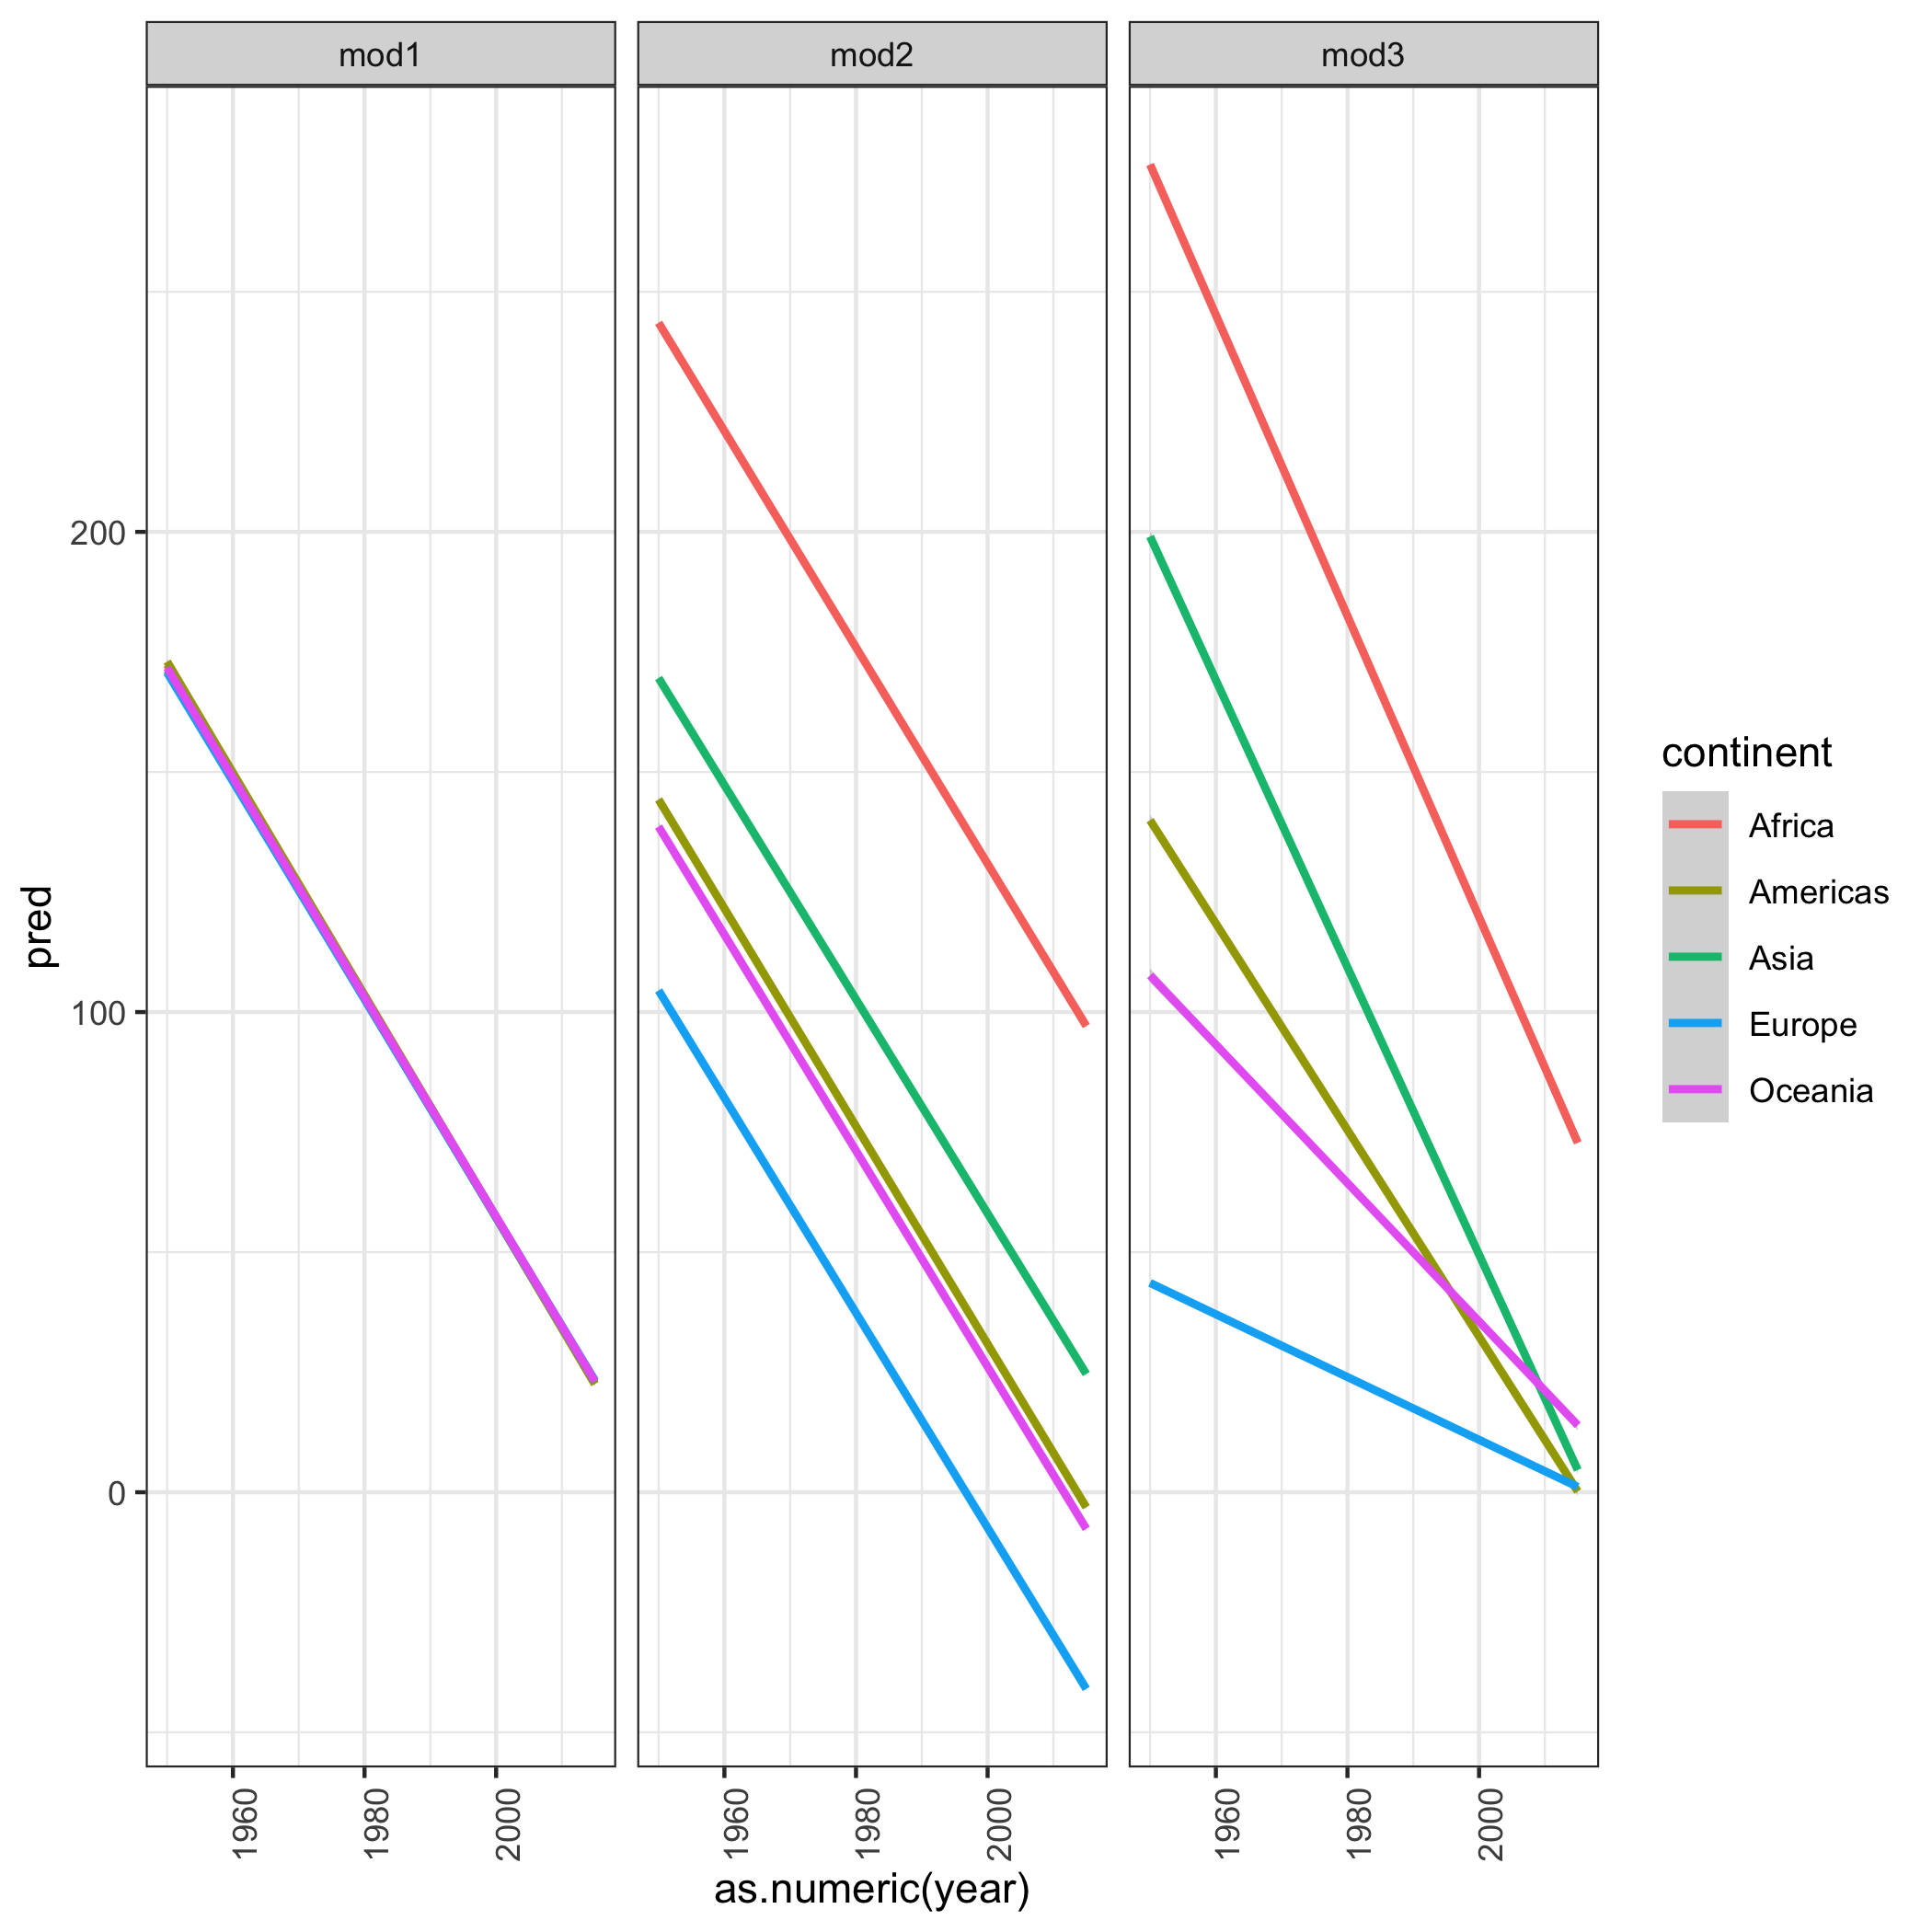 mod1
mod2
mod3
200
100
0
pred
1960
1980
2000
1960
1980
2000
1960
1980
2000
as.numeric(year)
continent
Africa
Americas
Asia
Europe
Oceania